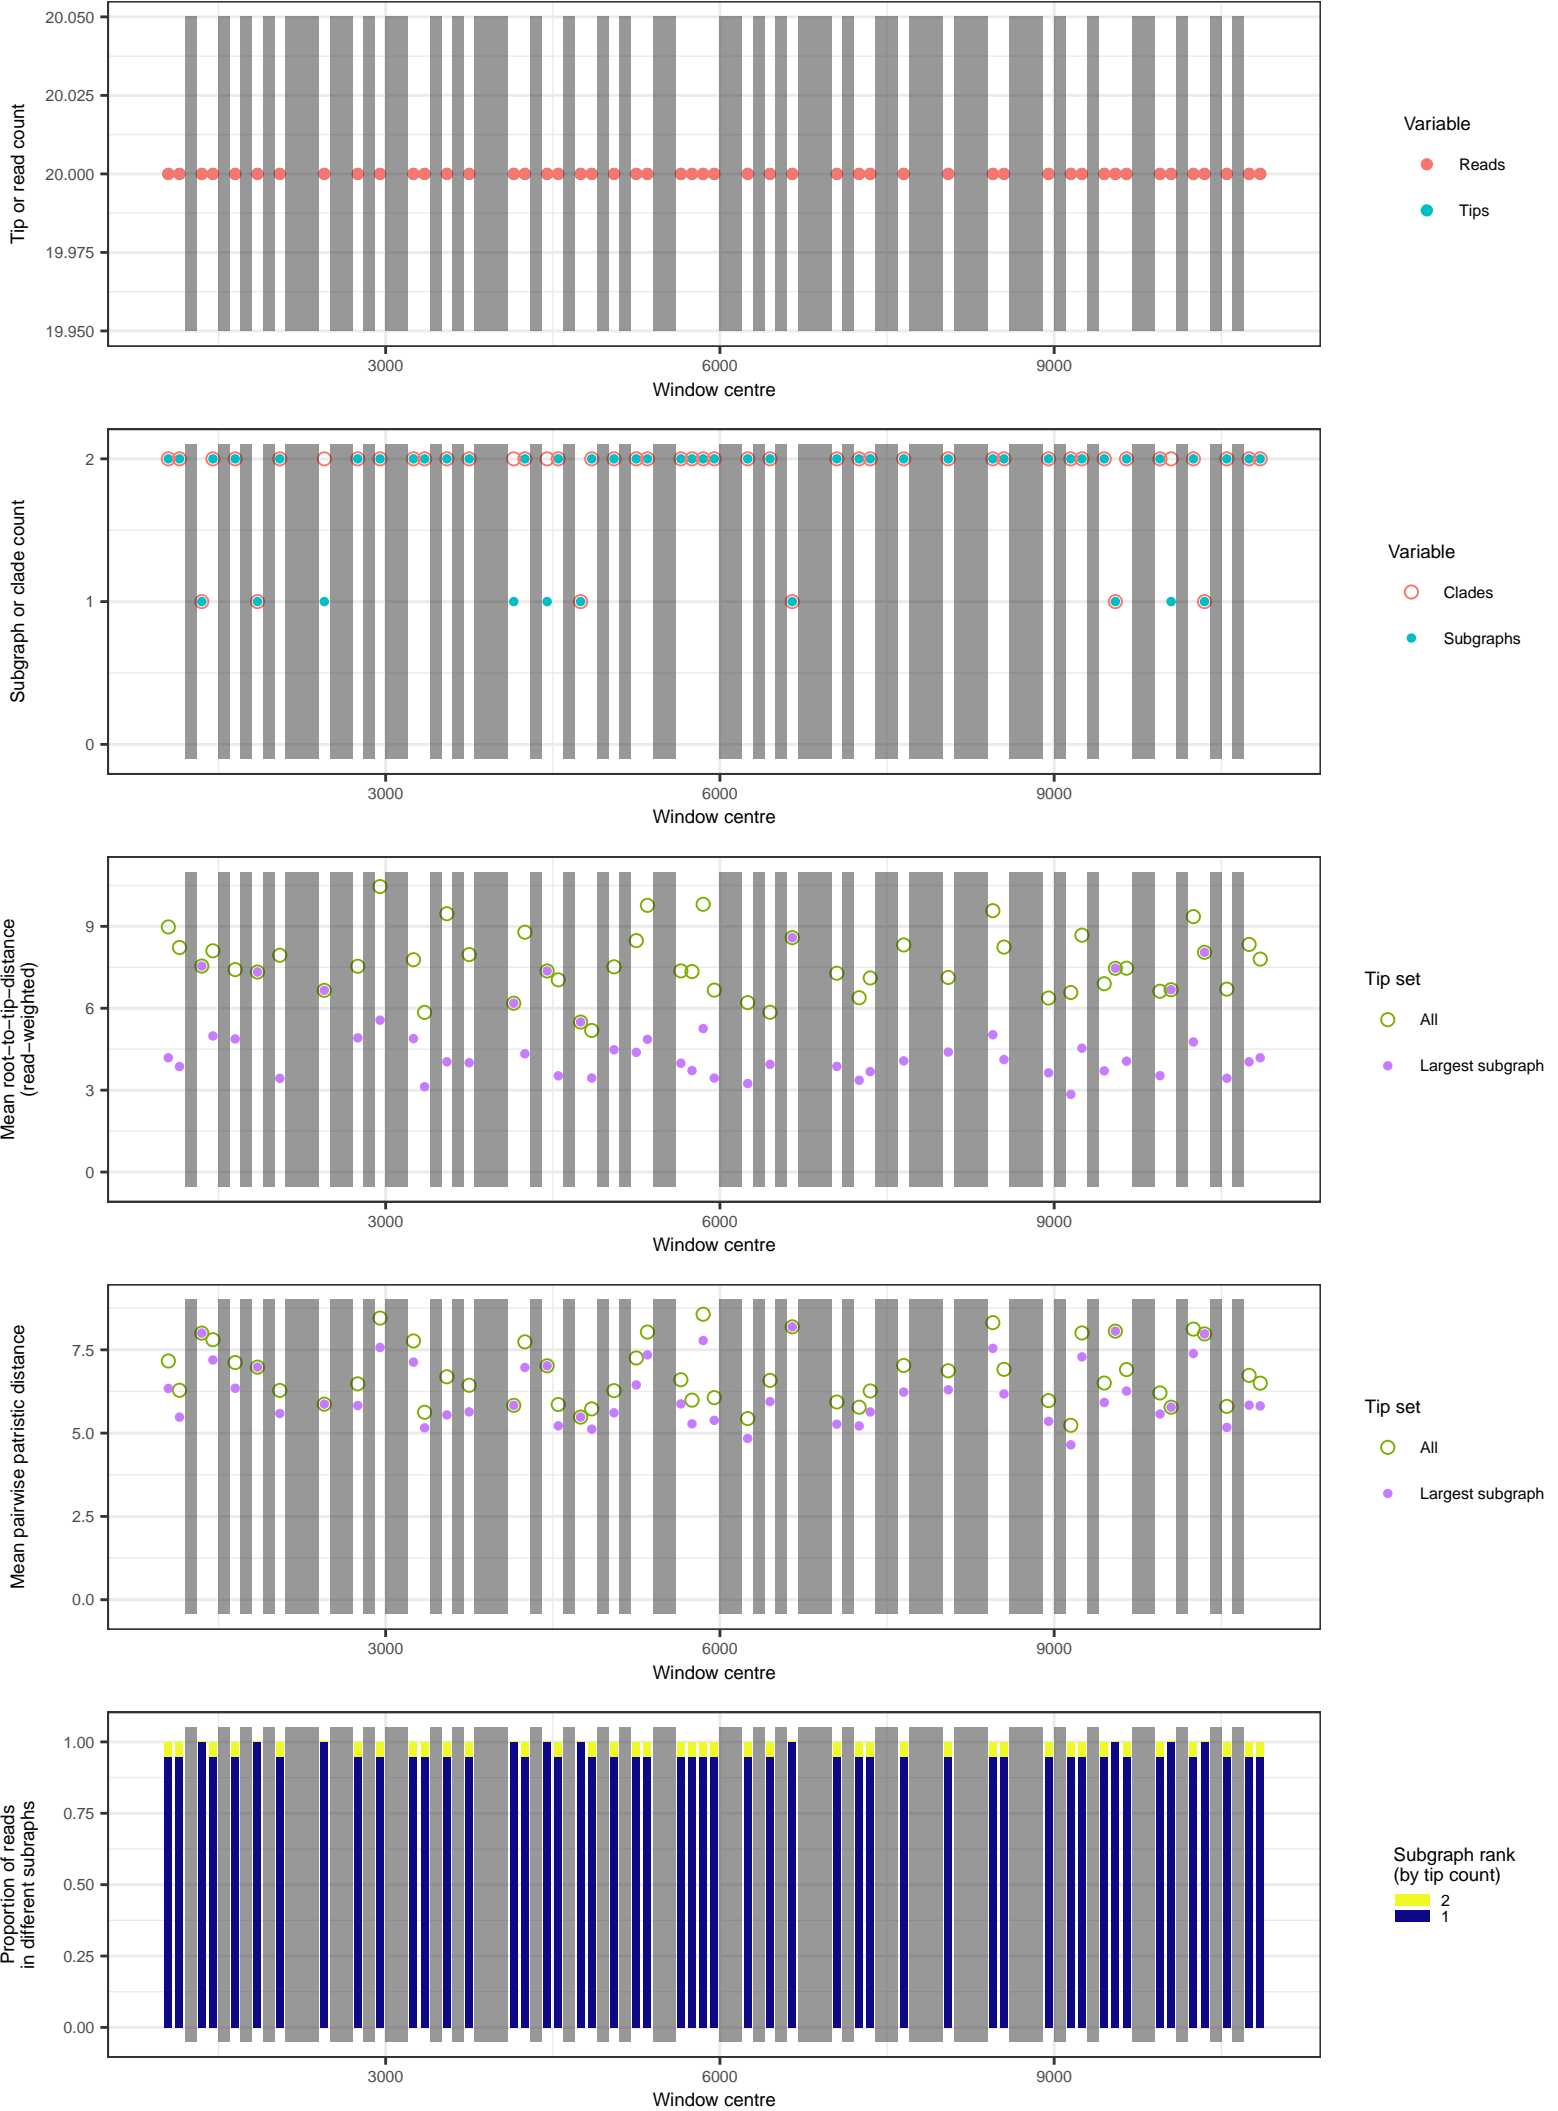 20.050
20.025
20.000
19.975
19.950
Tip or read count
3000
6000
9000
Window centre
Variable
Reads
Tips
2
1
0
Subgraph or clade count
3000
6000
9000
Window centre
Variable
Clades
Subgraphs
9
6
3
0
Mean root−to−tip−distance
(read−weighted)
3000
6000
9000
Window centre
Tip set
All
Largest subgraph
7.5
5.0
2.5
0.0
Mean pairwise patristic distance
3000
6000
9000
Window centre
Tip set
All
Largest subgraph
1.00
0.75
0.50
0.25
0.00
Proportion of reads
in different subraphs
3000
6000
9000
Window centre
Subgraph rank
(by tip count)
2
1